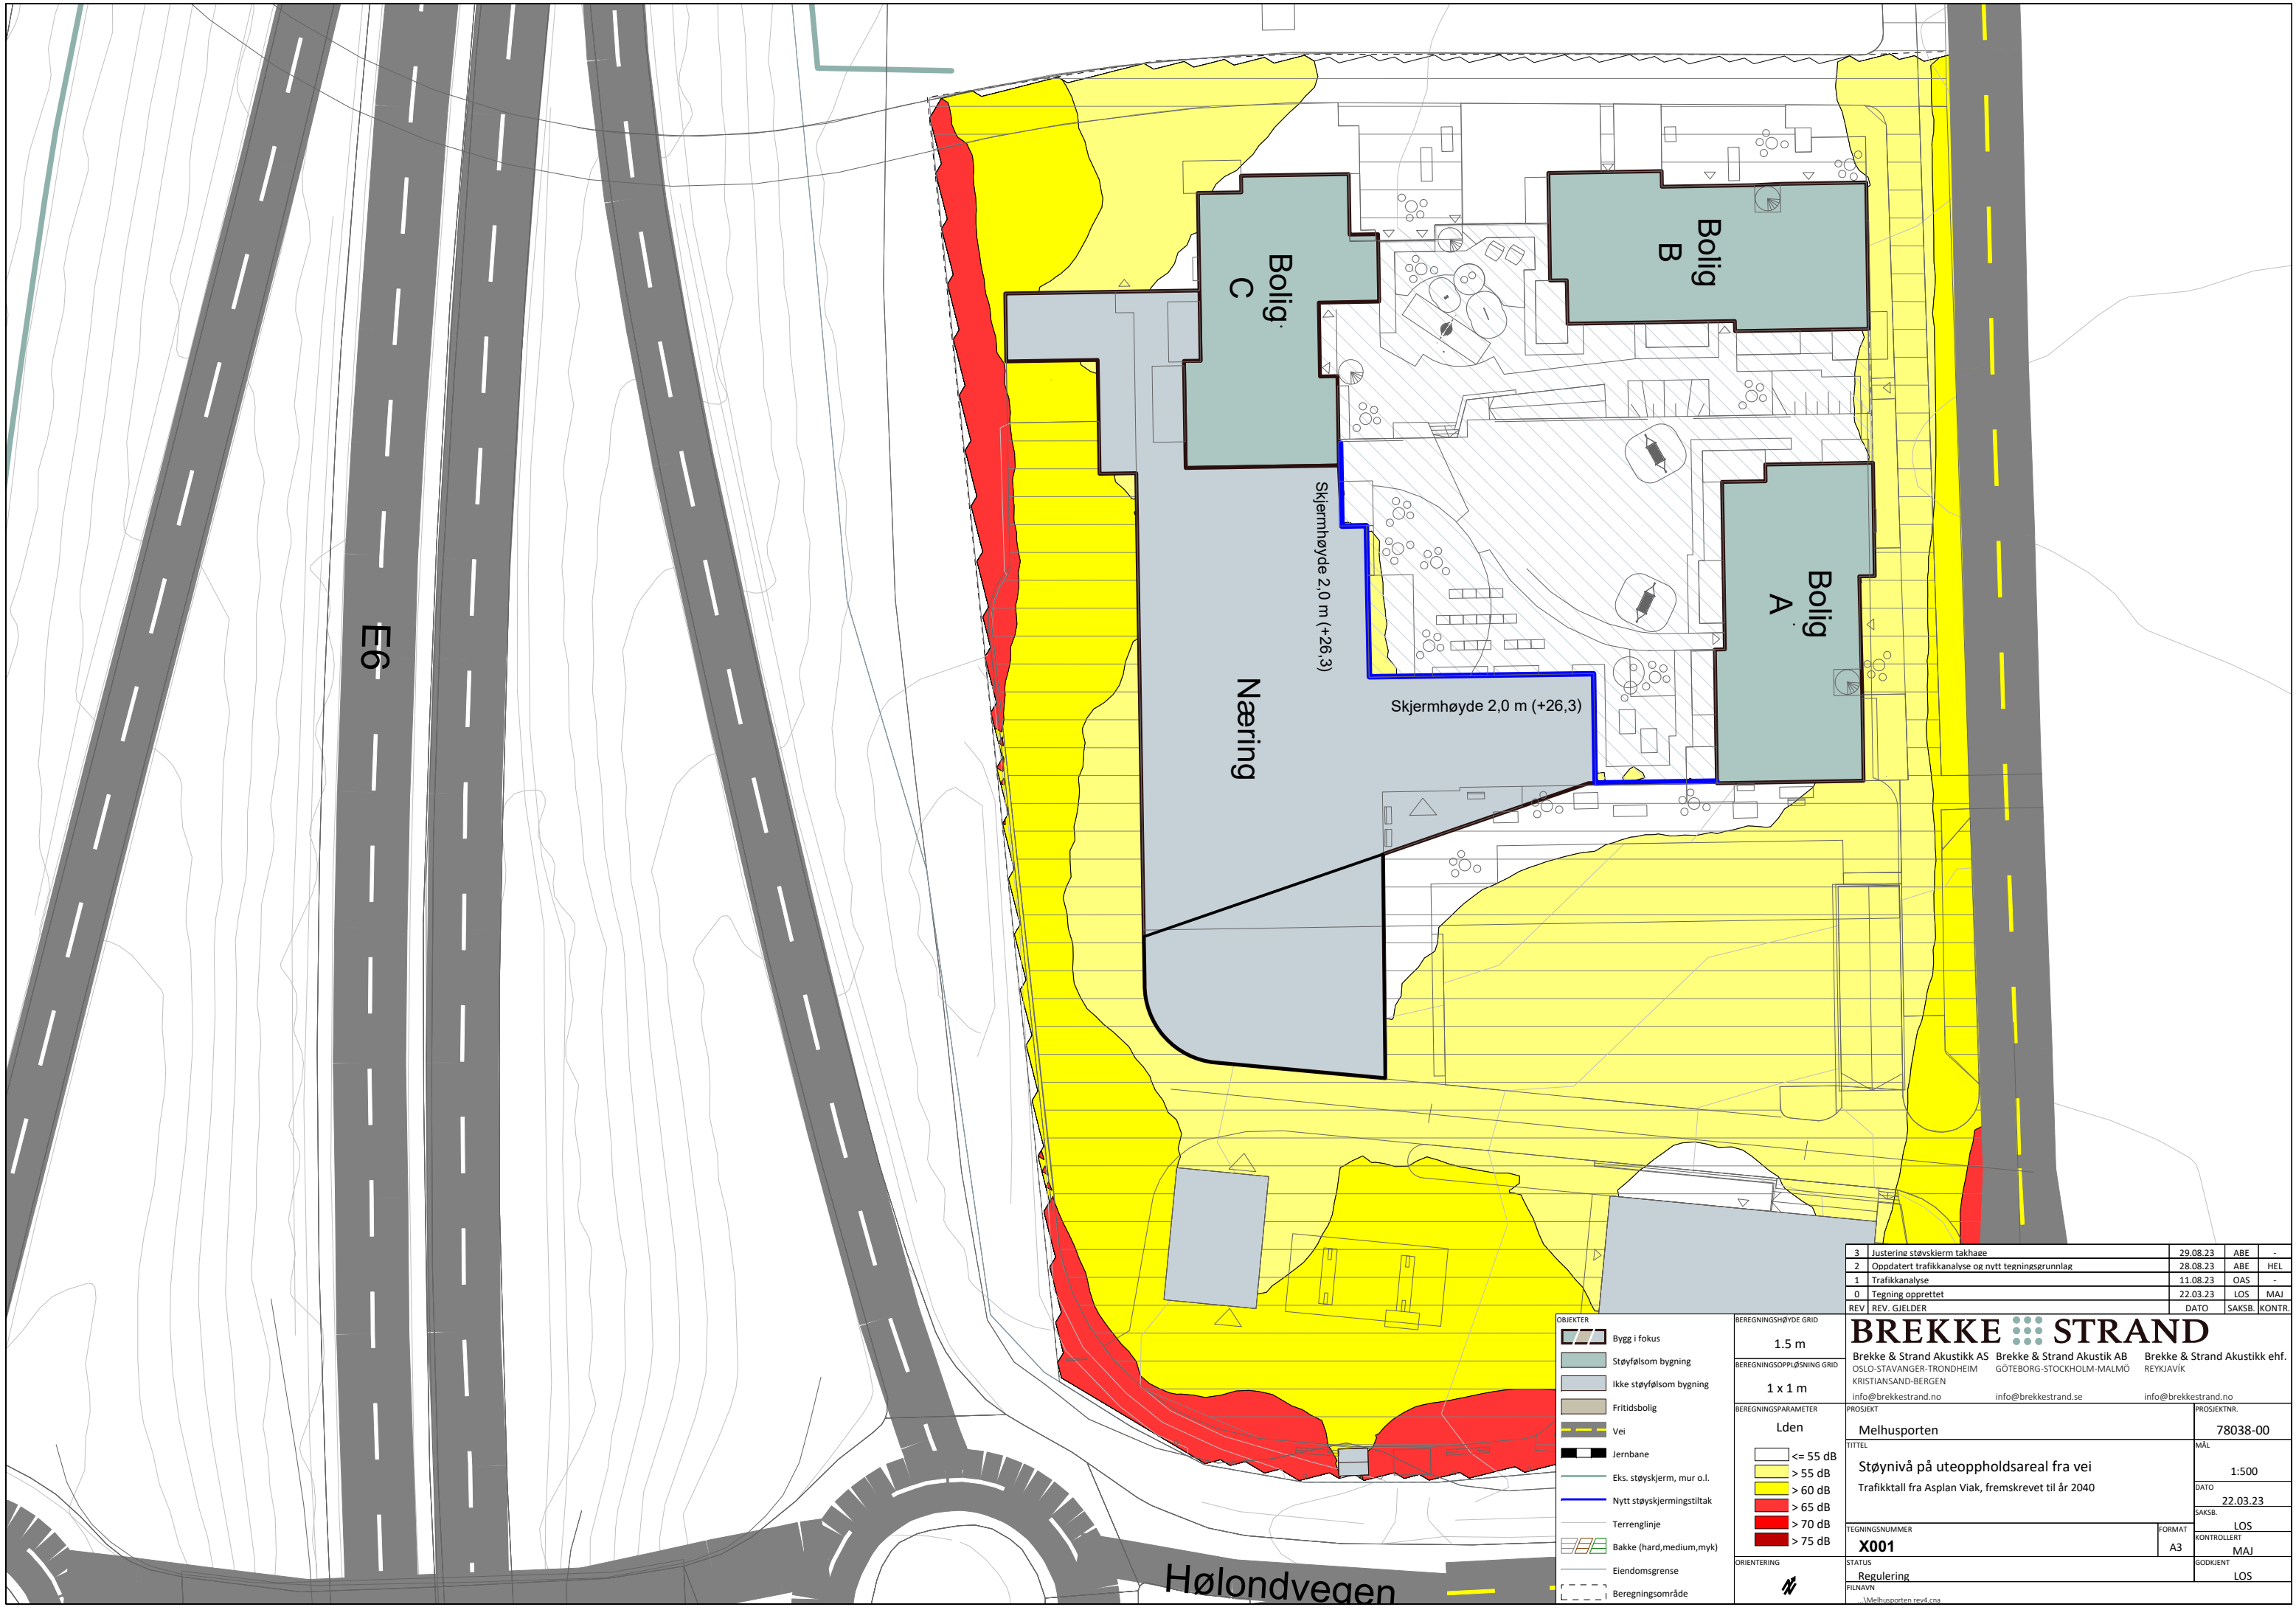 E6
Bolig
C
Bolig
B
Bolig
A
Skjermhøyde 2,0 m (+26,3)
Skjermhøyde 2,0 m (+26,3)
Næring
Hølondvegen
3 Justering støyskjerm takhage 29.08.23 ABE -
2 Oppdatert trafikkanalyse og nytt tegningsgrunnlag 28.08.23 ABE HEL
1 Trafikkanalyse 11.08.23 OAS -
0 Tegning opprettet 22.03.23 LOS MAJ
REV REV. GJELDER DATO SAKSB. KONTR.
OBJEKTER
Bygg i fokus
Støyfølsom bygning
Ikke støyfølsom bygning
Fritidsbolig
Vei
Jernbane
Eks. støyskjerm, mur o.l.
Nytt støyskjermingstiltak
Terrenglinje
Bakke (hard,medium,myk)
Eiendomsgrense
Beregningsområde
BEREGNINGSHØYDE GRID
1.5 m
BEREGNINGSOPPLØSNING GRID
1 x 1 m
BEREGNINGSPARAMETER
Lden
<= 55 dB
> 55 dB
> 60 dB
> 65 dB
> 70 dB
> 75 dB
ORIENTERING
BREKKE STRAND
Brekke & Strand Akustikk AS Brekke & Strand Akustik AB Brekke & Strand Akustikk ehf.
OSLO-STAVANGER-TRONDHEIM GÖTEBORG-STOCKHOLM-MALMÖ REYKJAVÍK
KRISTIANSAND-BERGEN
info@brekkestrand.no info@brekkestrand.se info@brekkestrand.no
PROSJEKT
Melhusporten
PROSJEKTNR.
78038-00
TITTEL
Støynivå på uteoppholdsareal fra vei
Trafikktall fra Asplan Viak, fremskrevet til år 2040
MÅL
1:500
DATO
22.03.23
SAKSB.
LOS
TEGNINGSNUMMER
X001
FORMAT
A3
KONTROLLERT
MAJ
STATUS
Regulering
GODKJENT
LOS
FILNAVN
...\Melhusporten rev4.cna